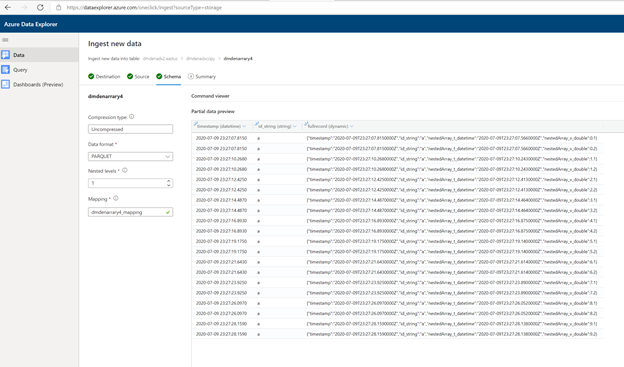 https://dataexplorer.azure.com/oneclick/ingest?sourceType=storage
Azure Data Explorer
Data
Query
Dashboards (Preview)
Ingest new data
Ingest new data into table: > dmdenadxcopy > dmdenarrary4
Destination Source Schema 4 Summary
dmdenarrary4
Compression type:
Uncompressed
Data format *
PARQUET
Nested levels *
1
Mapping *
dmdenarrary4_mapping
Command viewer
Partial data preview
timestamp (datetime) id_string (string) fullrecord (dynamic)
2020-07-09 23:27:07.8150 a {"timestamp":"2020-07-09T23:27:07.8150000Z","id_string":"a","nestedArray_t_datetime":"2020-07-09T23:27:07.5660000Z","nestedArray_v_double":0.1}
2020-07-09 23:27:07.8150 a {"timestamp":"2020-07-09T23:27:07.8150000Z","id_string":"a","nestedArray_t_datetime":"2020-07-09T23:27:07.5660000Z","nestedArray_v_double":0.2}
2020-07-09 23:27:10.2680 a {"timestamp":"2020-07-09T23:27:10.2680000Z","id_string":"a","nestedArray_t_datetime":"2020-07-09T23:27:10.2430000Z","nestedArray_v_double":1.1}
2020-07-09 23:27:10.2680 a {"timestamp":"2020-07-09T23:27:10.2680000Z","id_string":"a","nestedArray_t_datetime":"2020-07-09T23:27:10.2430000Z","nestedArray_v_double":1.2}
2020-07-09 23:27:12.4250 a {"timestamp":"2020-07-09T23:27:12.4250000Z","id_string":"a","nestedArray_t_datetime":"2020-07-09T23:27:12.4130000Z","nestedArray_v_double":2.1}
2020-07-09 23:27:12.4250 a {"timestamp":"2020-07-09T23:27:12.4250000Z","id_string":"a","nestedArray_t_datetime":"2020-07-09T23:27:12.4130000Z","nestedArray_v_double":2.2}
2020-07-09 23:27:14.4870 a {"timestamp":"2020-07-09T23:27:14.4870000Z","id_string":"a","nestedArray_t_datetime":"2020-07-09T23:27:14.4640000Z","nestedArray_v_double":3.1}
2020-07-09 23:27:14.4870 a {"timestamp":"2020-07-09T23:27:14.4870000Z","id_string":"a","nestedArray_t_datetime":"2020-07-09T23:27:14.4640000Z","nestedArray_v_double":3.2}
2020-07-09 23:27:16.8930 a {"timestamp":"2020-07-09T23:27:16.8930000Z","id_string":"a","nestedArray_t_datetime":"2020-07-09T23:27:16.8750000Z","nestedArray_v_double":4.1}
2020-07-09 23:27:16.8930 a {"timestamp":"2020-07-09T23:27:16.8930000Z","id_string":"a","nestedArray_t_datetime":"2020-07-09T23:27:16.8750000Z","nestedArray_v_double":4.2}
2020-07-09 23:27:19.1750 a {"timestamp":"2020-07-09T23:27:19.1750000Z","id_string":"a","nestedArray_t_datetime":"2020-07-09T23:27:19.1400000Z","nestedArray_v_double":5.1}
2020-07-09 23:27:19.1750 a {"timestamp":"2020-07-09T23:27:19.1750000Z","id_string":"a","nestedArray_t_datetime":"2020-07-09T23:27:19.1400000Z","nestedArray_v_double":5.2}
2020-07-09 23:27:21.6430 a {"timestamp":"2020-07-09T23:27:21.6430000Z","id_string":"a","nestedArray_t_datetime":"2020-07-09T23:27:21.6140000Z","nestedArray_v_double":6.1}
2020-07-09 23:27:21.6430 a {"timestamp":"2020-07-09T23:27:21.6430000Z","id_string":"a","nestedArray_t_datetime":"2020-07-09T23:27:21.6140000Z","nestedArray_v_double":6.2}
2020-07-09 23:27:23.9250 a {"timestamp":"2020-07-09T23:27:23.9250000Z","id_string":"a","nestedArray_t_datetime":"2020-07-09T23:27:23.8900000Z","nestedArray_v_double":7.1}
2020-07-09 23:27:23.9250 a {"timestamp":"2020-07-09T23:27:23.9250000Z","id_string":"a","nestedArray_t_datetime":"2020-07-09T23:27:23.8900000Z","nestedArray_v_double":7.2}
2020-07-09 23:27:26.0970 a {"timestamp":"2020-07-09T23:27:26.0970000Z","id_string":"a","nestedArray_t_datetime":"2020-07-09T23:27:26.0520000Z","nestedArray_v_double":8.1}
2020-07-09 23:27:26.0970 a {"timestamp":"2020-07-09T23:27:26.0970000Z","id_string":"a","nestedArray_t_datetime":"2020-07-09T23:27:26.0520000Z","nestedArray_v_double":8.2}
2020-07-09 23:27:28.1590 a {"timestamp":"2020-07-09T23:27:28.1590000Z","id_string":"a","nestedArray_t_datetime":"2020-07-09T23:27:28.1380000Z","nestedArray_v_double":9.1}
2020-07-09 23:27:28.1590 a {"timestamp":"2020-07-09T23:27:28.1590000Z","id_string":"a","nestedArray_t_datetime":"2020-07-09T23:27:28.1380000Z","nestedArray_v_double":9.2}